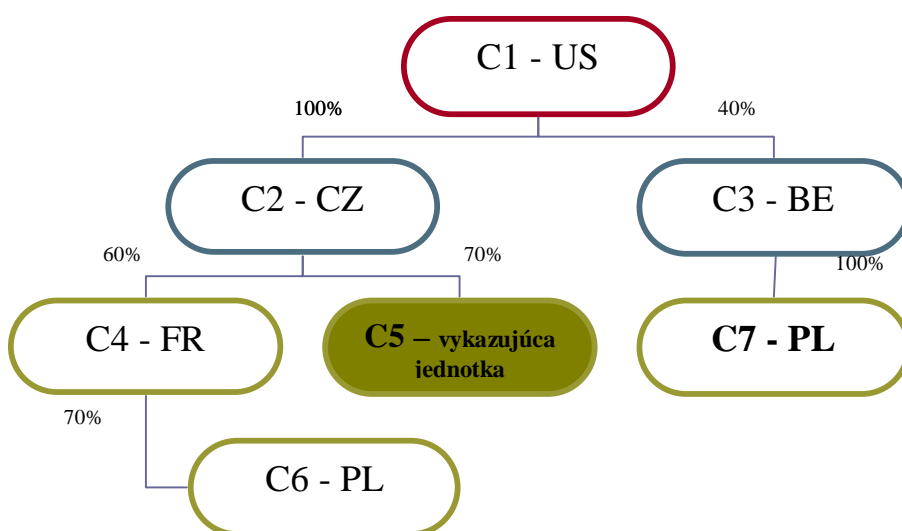 C1 - US
100%
40%
C2 - CZ
C3 - BE
60%
70%
100%
C4 - FR
C5 – vykazujúca
jednotka
C7 - PL
70%
C6 - PL